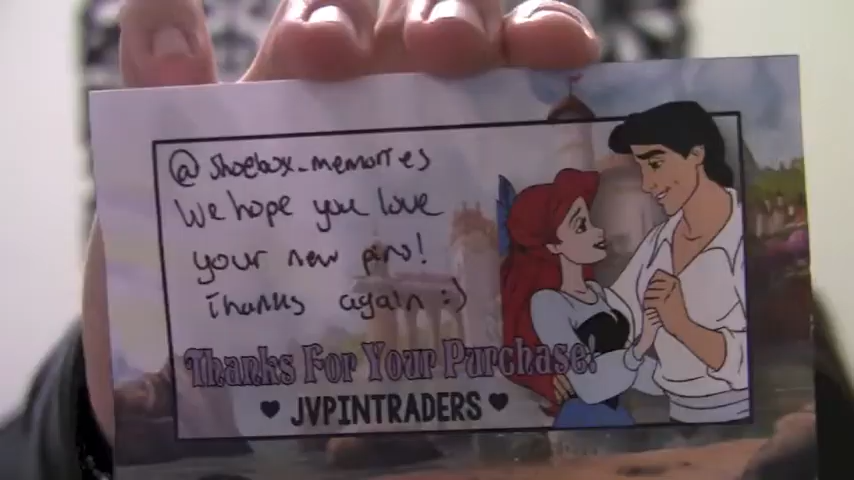 @shoebox_memories
We hope you love
your new pins!
Thanks again :)
Thanks For Your Purchase!
♥ JVPINTRADERS ♥